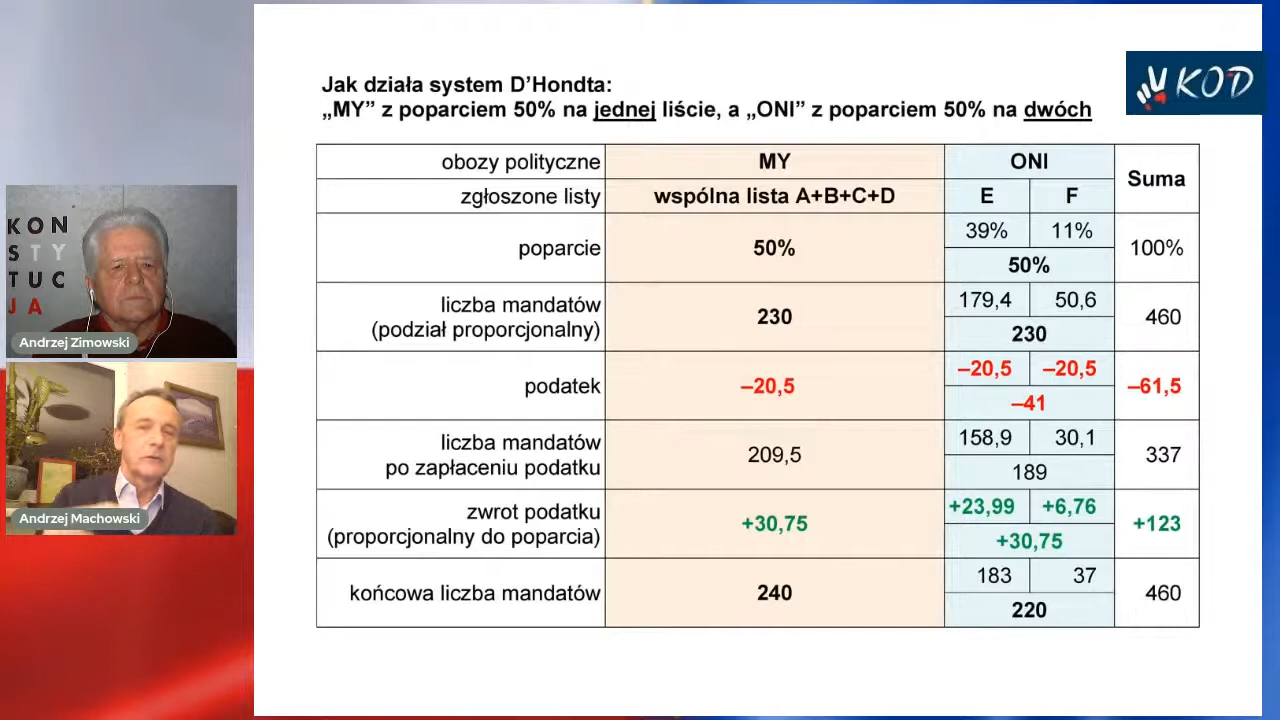 Jak działa system D’Hondta:
„MY” z poparciem 50% na jednej liście, a „ONI” z poparciem 50% na dwóch
KOD
obozy polityczne MY ONI Suma
zgłoszone listy wspólna lista A+B+C+D E F
poparcie 50% 39% 11% 100%
50%
liczba mandatów
(podział proporcjonalny) 230 179,4 50,6 460
230
podatek –20,5 –20,5 –20,5 –61,5
–41
liczba mandatów
po zapłaceniu podatku 209,5 158,9 30,1 337
189
zwrot podatku
(proporcjonalny do poparcia) +30,75 +23,99 +6,76 +123
+30,75
końcowa liczba mandatów 240 183 37 460
220
KON
STY
TUC
JA
Andrzej Zimowski
Andrzej Machowski